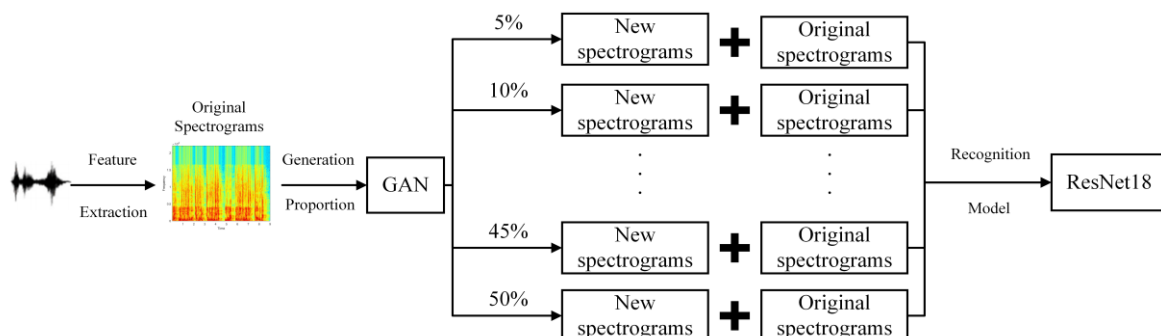 5%
New
spectrograms
Original
spectrograms
10%
New
spectrograms
Original
spectrograms
Original
Spectrograms
Feature
Extraction
Generation
Proportion
GAN
Recognition
Model
ResNet18
45%
New
spectrograms
Original
spectrograms
50%
New
spectrograms
Original
spectrograms